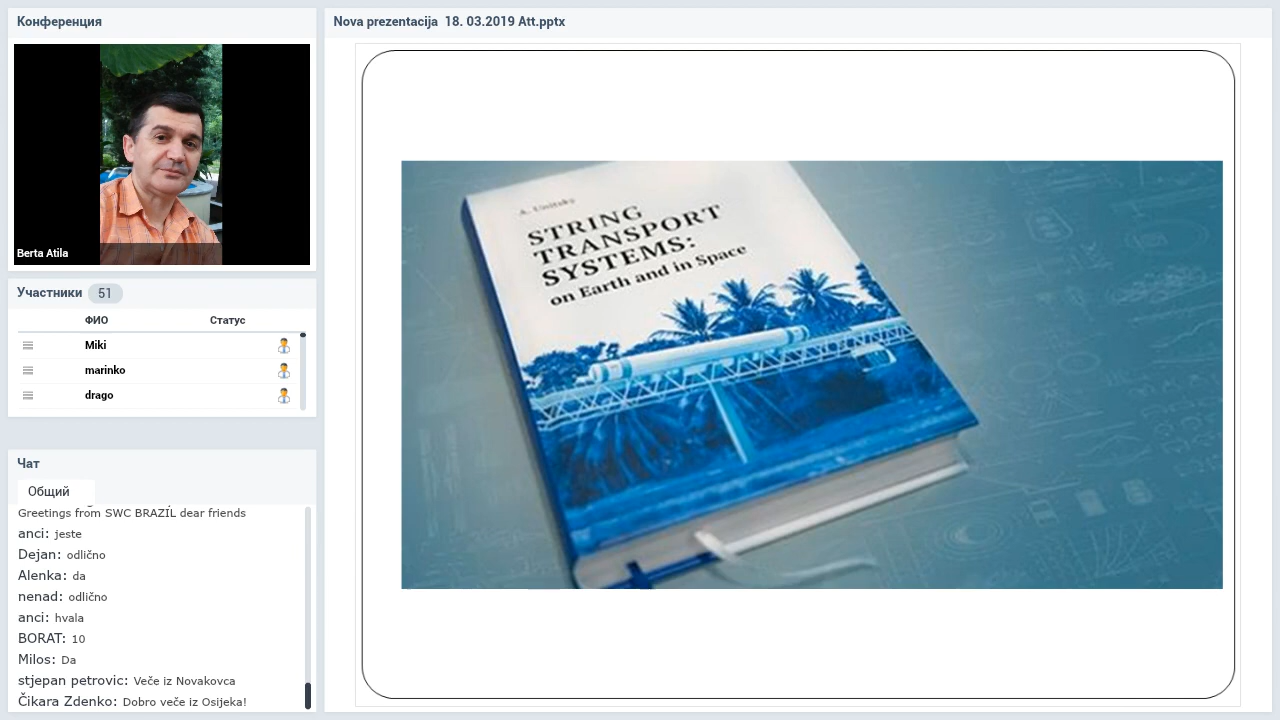 Конференция
Berta Atila
Участники 51
ФИО Статус
Miki
marinko
drago
Чат
Общий
Greetings from SWC BRAZIL dear friends
anci: jeste
Dejan: odlično
Alenka: da
nenad: odlično
anci: hvala
BORAT: 10
Milos: Da
stjepan petrovic: Veče iz Novakovca
Čikara Zdenko: Dobro veče iz Osijeka!
Nova prezentacija 18. 03.2019 Att.pptx
A. Unitsky
STRING
TRANSPORT
SYSTEMS:
on Earth and in Space